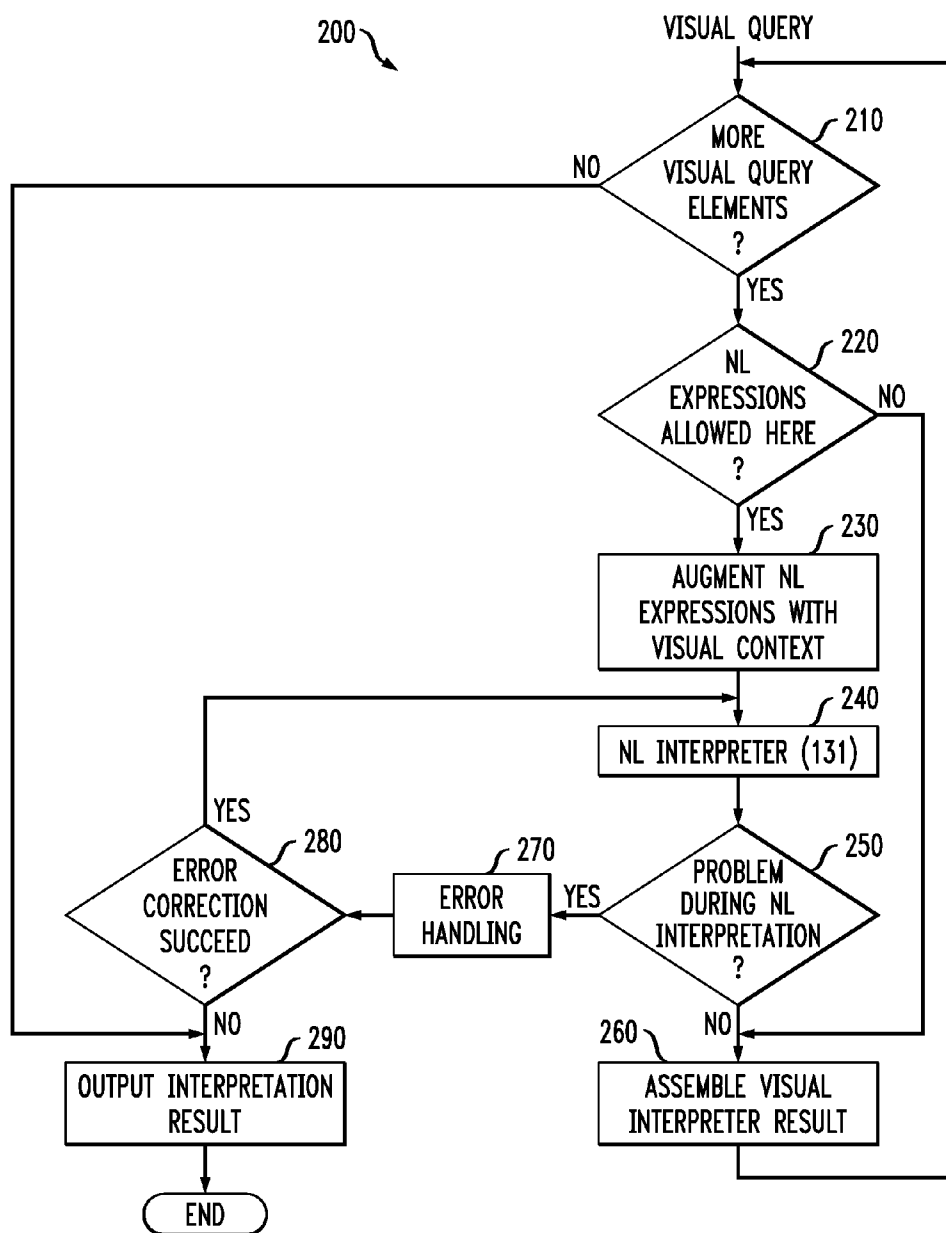 200
VISUAL QUERY
210
MORE
VISUAL QUERY
ELEMENTS
?
NO
YES
220
NL
EXPRESSIONS
ALLOWED HERE
?
NO
YES
230
AUGMENT NL
EXPRESSIONS WITH
VISUAL CONTEXT
240
NL INTERPRETER (131)
250
PROBLEM
DURING NL
INTERPRETATION
?
YES
NO
270
ERROR
HANDLING
280
YES
ERROR
CORRECTION
SUCCEED
?
NO
290
OUTPUT INTERPRETATION
RESULT
260
ASSEMBLE VISUAL
INTERPRETER RESULT
END